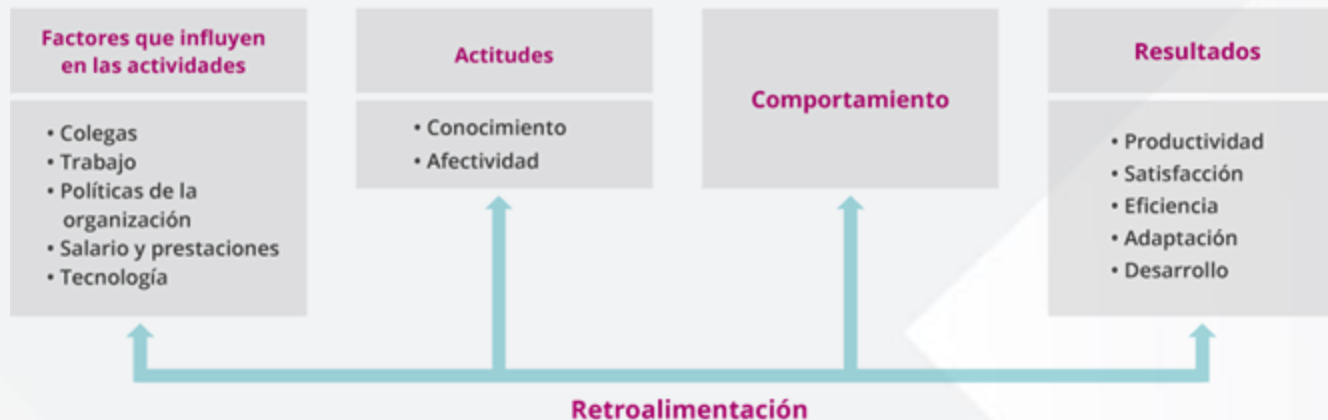 Factores que influyen
en las actividades
• Colegas
• Trabajo
• Políticas de la
organización
• Salario y prestaciones
• Tecnología
Actitudes
• Conocimiento
• Afectividad
Comportamiento
Resultados
• Productividad
• Satisfacción
• Eficiencia
• Adaptación
• Desarrollo
Retroalimentación